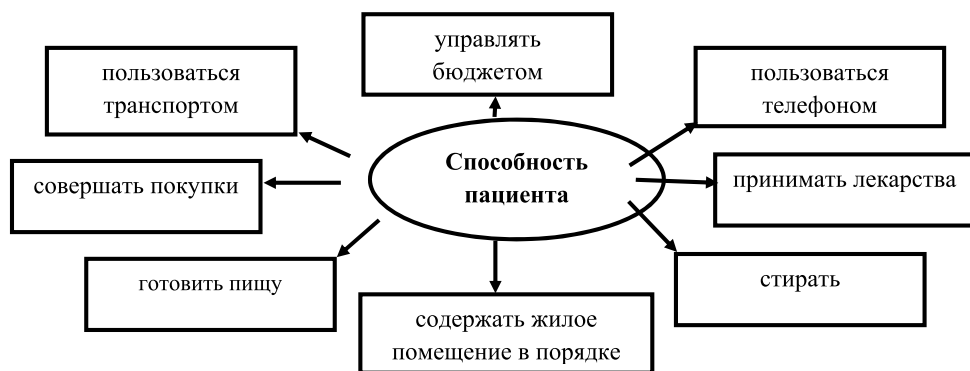 управлять
бюджетом
пользоваться
транспортом
пользоваться
телефоном
Способность
пациента
совершать покупки
принимать лекарства
готовить пищу
стирать
содержать жилое
помещение в порядке